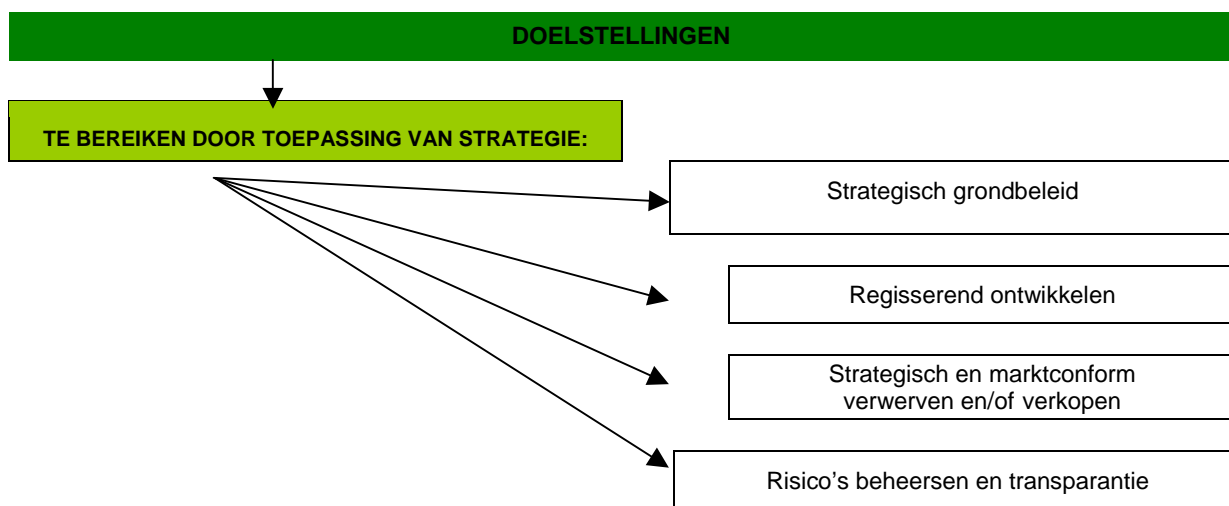 DOELSTELLINGEN
TE BEREIKEN DOOR TOEPASSING VAN STRATEGIE:
Strategisch grondbeleid
Regisserend ontwikkelen
Strategisch en marktconform
verwerven en/of verkopen
Risico’s beheersen en transparantie